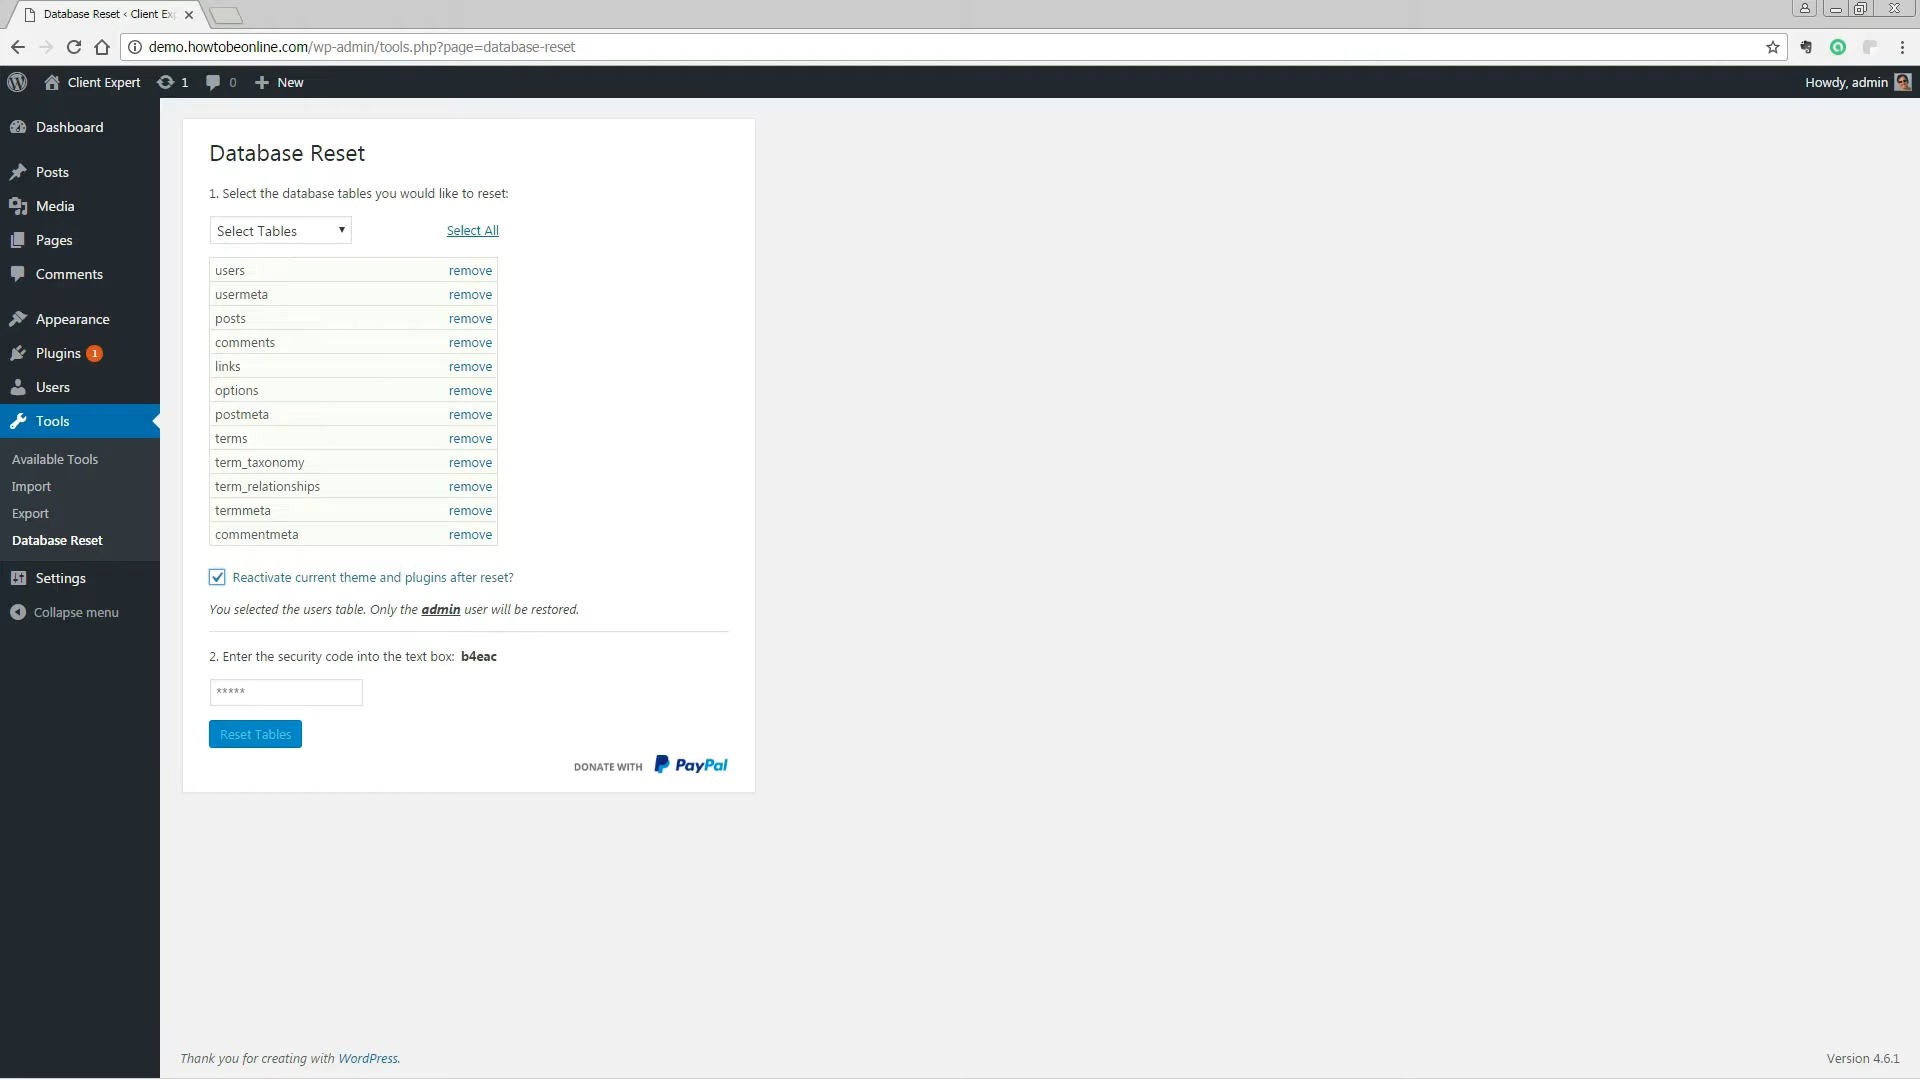 Database Reset ‹ Client Ex
demo.howtobeonline.com/wp-admin/tools.php?page=database-reset
Client Expert 1 0 New Howdy, admin
Dashboard
Posts
Media
Pages
Comments
Appearance
Plugins 1
Users
Tools
Available Tools
Import
Export
Database Reset
Settings
Collapse menu
Database Reset
1. Select the database tables you would like to reset:
Select Tables Select All
users remove
usermeta remove
posts remove
comments remove
links remove
options remove
postmeta remove
terms remove
term_taxonomy remove
term_relationships remove
termmeta remove
commentmeta remove
Reactivate current theme and plugins after reset?
You selected the users table. Only the admin user will be restored.
2. Enter the security code into the text box: b4eac
*****
Reset Tables
DONATE WITH PayPal
Thank you for creating with WordPress.
Version 4.6.1